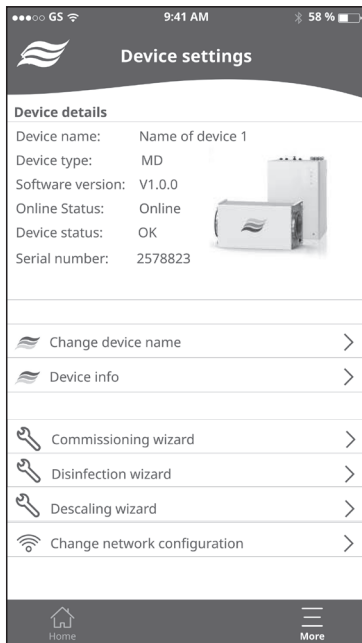 GS 9:41 AM 58 %
Device settings
Device details
Device name: Name of device 1
Device type: MD
Software version: V1.0.0
Online Status: Online
Device status: OK
Serial number: 2578823
Change device name
Device info
Commissioning wizard
Disinfection wizard
Descaling wizard
Change network configuration
Home More